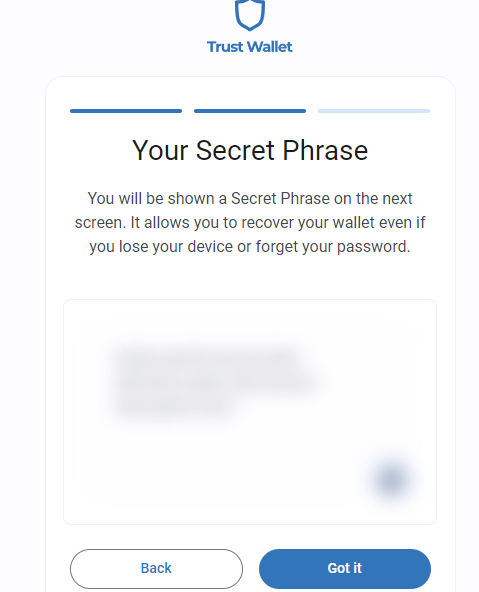 Trust Wallet
Your Secret Phrase
You will be shown a Secret Phrase on the next
screen. It allows you to recover your wallet even if
you lose your device or forget your password.
Back
Got it